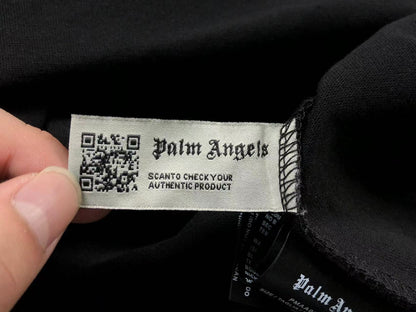 Palm Angels
SCANTO CHECKYOUR
AUTHENTIC PRODUCT
Palm Angels